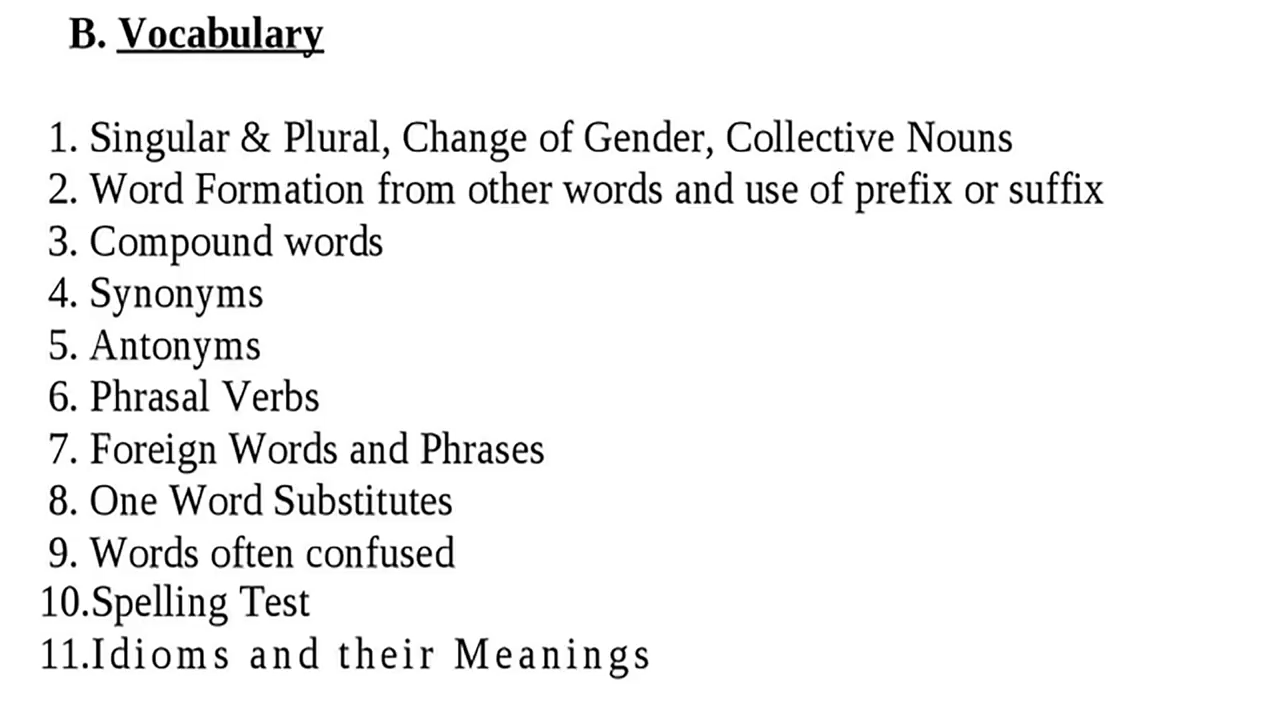 B. Vocabulary
1. Singular & Plural, Change of Gender, Collective Nouns
2. Word Formation from other words and use of prefix or suffix
3. Compound words
4. Synonyms
5. Antonyms
6. Phrasal Verbs
7. Foreign Words and Phrases
8. One Word Substitutes
9. Words often confused
10.Spelling Test
11.Idioms and their Meanings